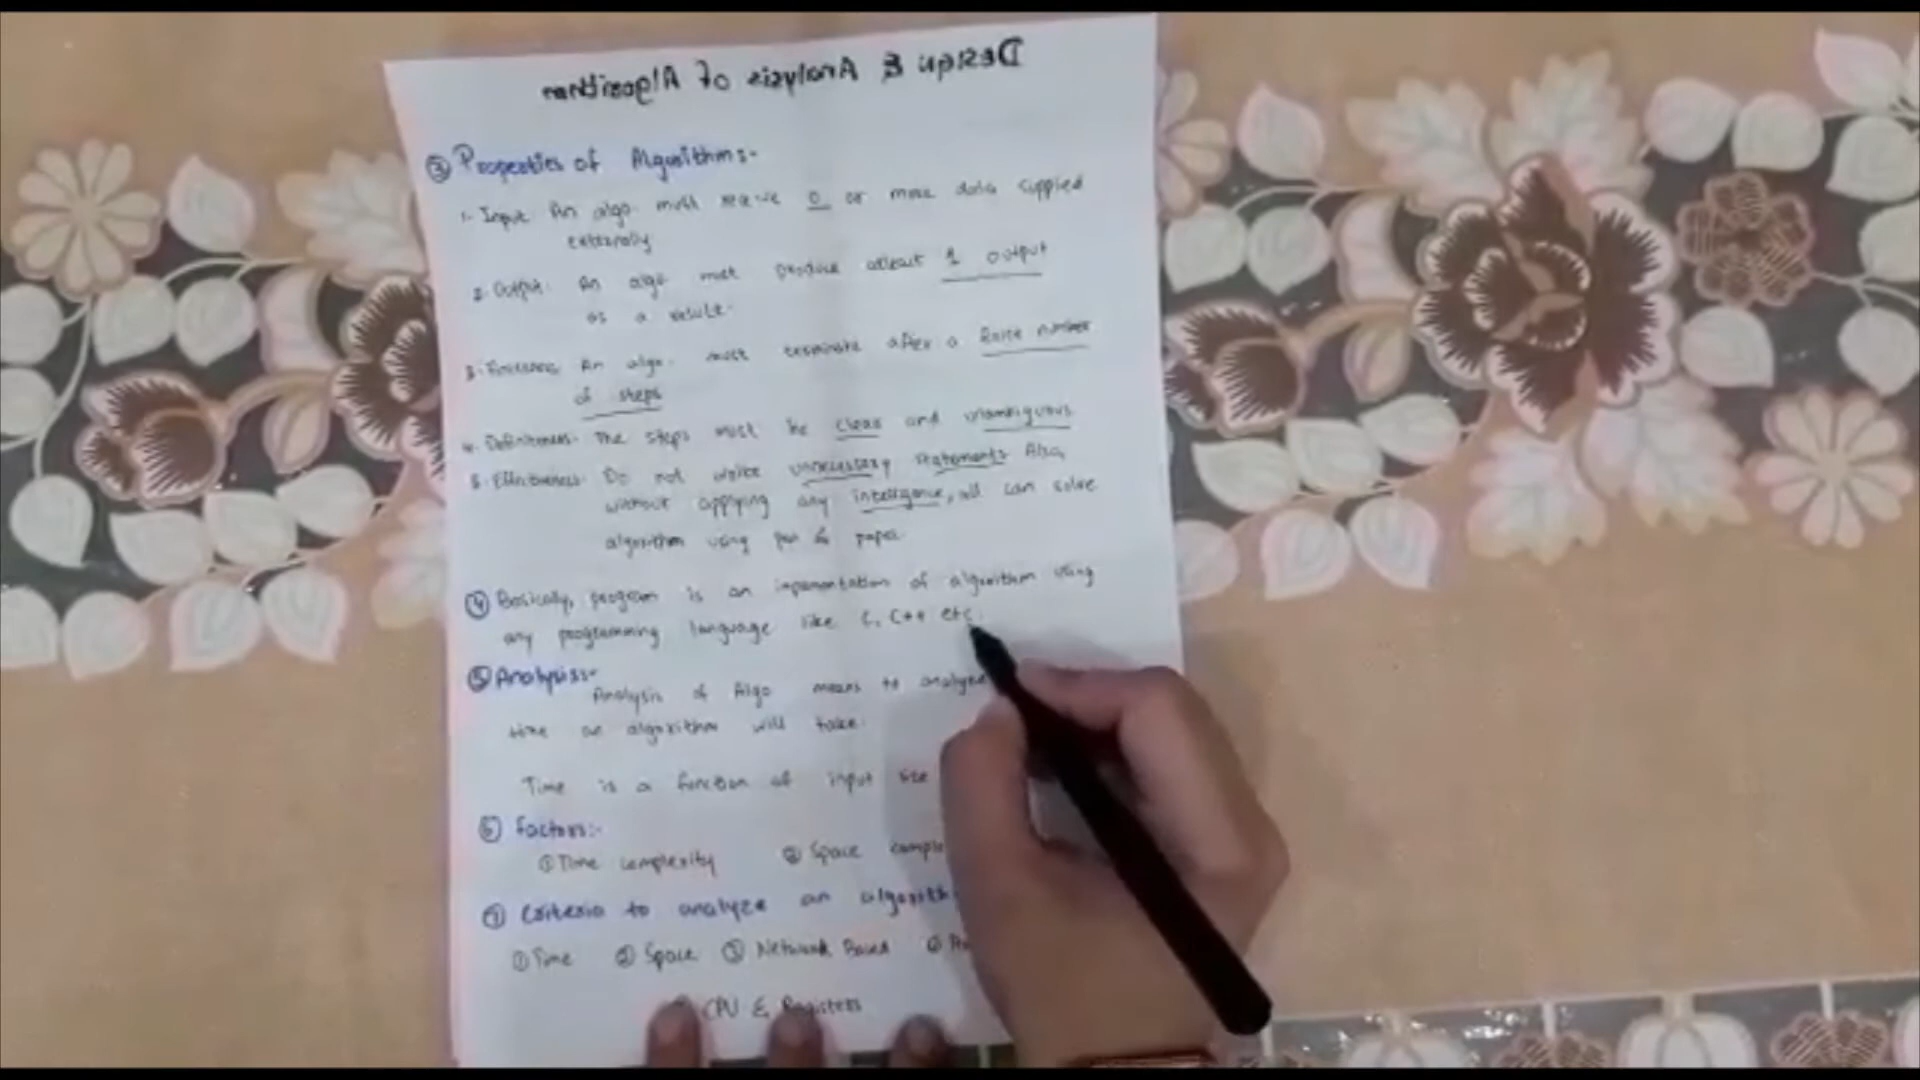 Design & Analysis of Algorithm
③ Properties of Algorithms:-
1. Input: An algo. must receive 0 or more data supplied
externally
2. Output: An algo. must produce atleast 1 output
as a result.
3. Finiteness: An algo. must terminate after a finite number
of steps
4. Definiteness: The steps must be clear and unambiguous
5. Effectiveness: Do not write unnecessary statements Also,
without applying any intelligence, all can solve
algorithm using pen & paper.
④ Basically, program is an of algorithm using
any programming language like C, C++ etc.
⑤ Analysis:-
Analysis of Algo means to analyze
time an algorithm will take.
Time is a function of input size
⑥ Factors:-
① Time complexity ② Space
⑦ Criteria to analyze an
① Time ② Space ③ Network Based ④
CPU & Registers